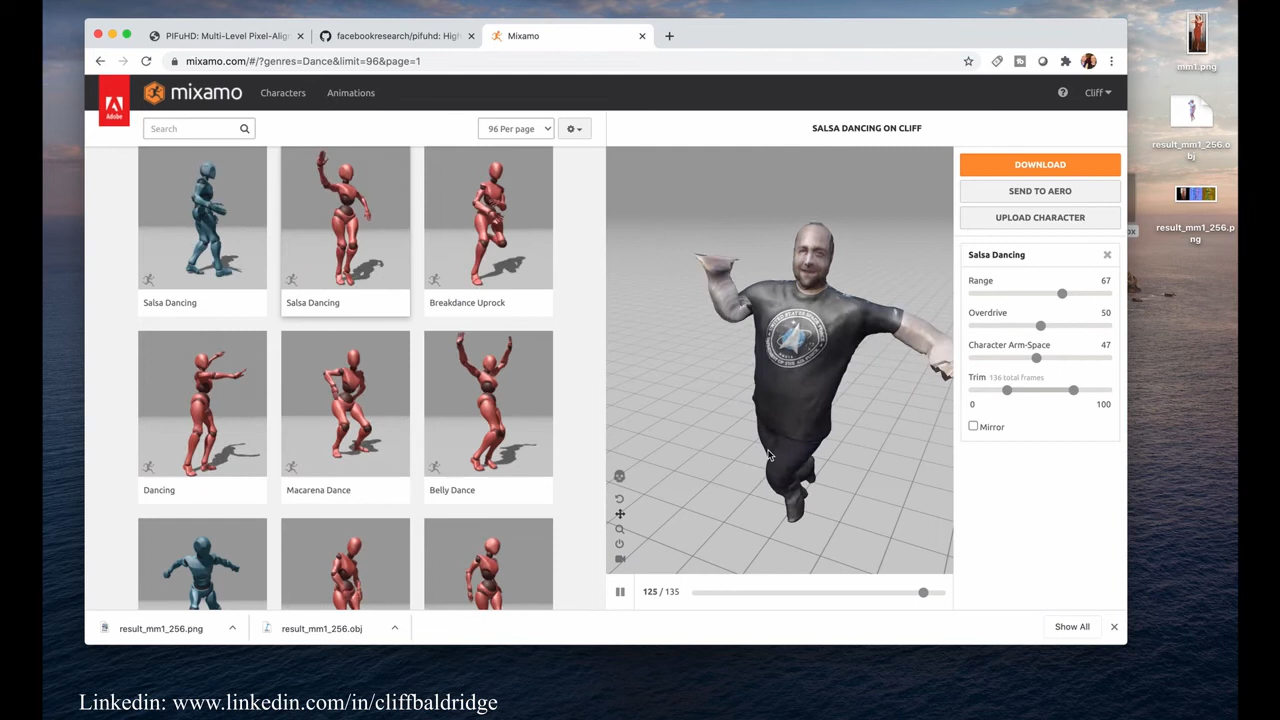 PIFuHD: Multi-Level Pixel-Alig
facebookresearch/pifuhd: High
Mixamo
mixamo.com/#/?genres=Dance&limit=96&page=1
Adobe
mixamo
Characters
Animations
Cliff
Search
96 Per page
SALSA DANCING ON CLIFF
DOWNLOAD
SEND TO AERO
UPLOAD CHARACTER
Salsa Dancing
Range 67
Overdrive 50
Character Arm-Space 47
Trim 136 total frames
0 100
Mirror
Salsa Dancing
Salsa Dancing
Breakdance Uprock
Dancing
Macarena Dance
Belly Dance
125 / 135
result_mm1_256.png
result_mm1_256.obj
Show All
mm1.png
result_mm1_256.o
bj
result_mm1_256.p
ng
ox
Linkedin: www.linkedin.com/in/cliffbaldridge